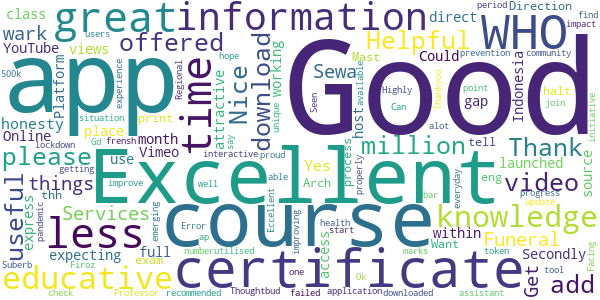 great information WHO
class wark YouTube users views offered Helpful direct Direction period find impact
app Good
500k Platform experience situation hope Regional time Nice download Sewa Could Mast gap Indonesia halt prevention community
honesty attractive unique working host available Highly Can point Thankyou alot join initiative
Online lockdown place print month Vimeo Seen Yes process million tell Thank
please getting frensh interactive say proud use Arch properly launched source
Excellent
things improve well able Eccellent eng bar everyday video
useful express thh Services less course knowledge
pandemic emerging full Error ap improving health start access within Want marks progress update
expecting exam number utilised one Ok token Funeral Secondly Facing
educative certificate Get add
Suberb Firoz assistant tool
check Professor recommended Thoughtbud failed application downloaded